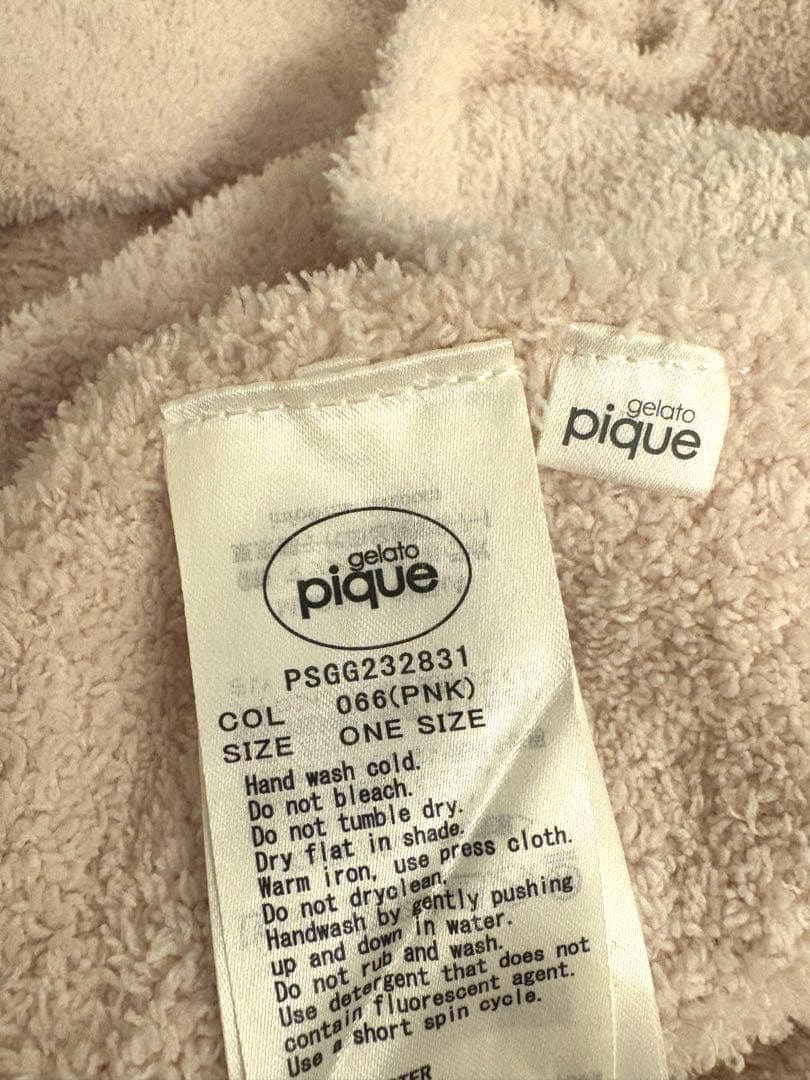 gelato
pique
gelato
pique
PSGG232831
COL 066(PNK)
SIZE ONE SIZE
Hand wash cold.
Do not bleach.
Do not tumble dry.
Dry flat in shade.
Warm iron, use press cloth.
Do not dryclean.
Handwash by gently pushing
up and down in water.
Do not rub and wash.
Use detergent that does not
contain fluorescent agent.
Use a short spin cycle.